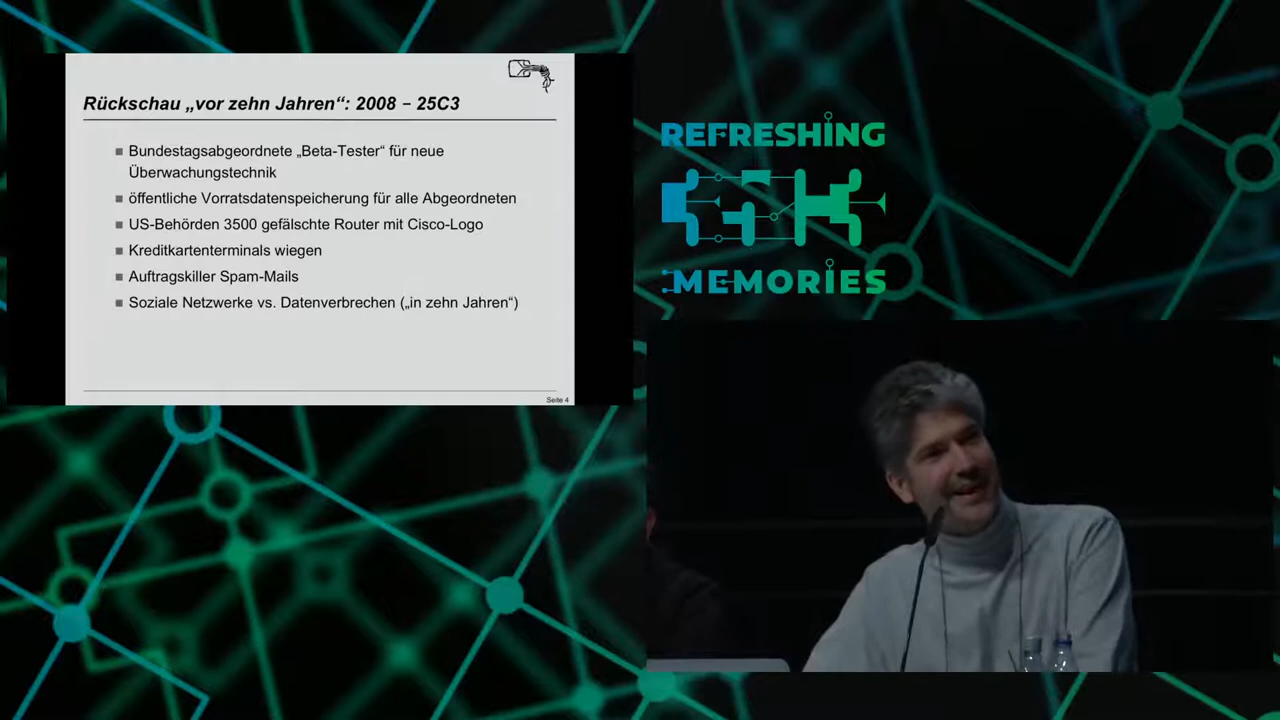 Rückschau „vor zehn Jahren“: 2008 – 25C3
Bundestagsabgeordnete „Beta-Tester“ für neue
Überwachungstechnik
öffentliche Vorratsdatenspeicherung für alle Abgeordneten
US-Behörden 3500 gefälschte Router mit Cisco-Logo
Kreditkartenterminals wiegen
Auftragskiller Spam-Mails
Soziale Netzwerke vs. Datenverbrechen („in zehn Jahren“)
Seite 4
REFRESHING
:MEMORIES